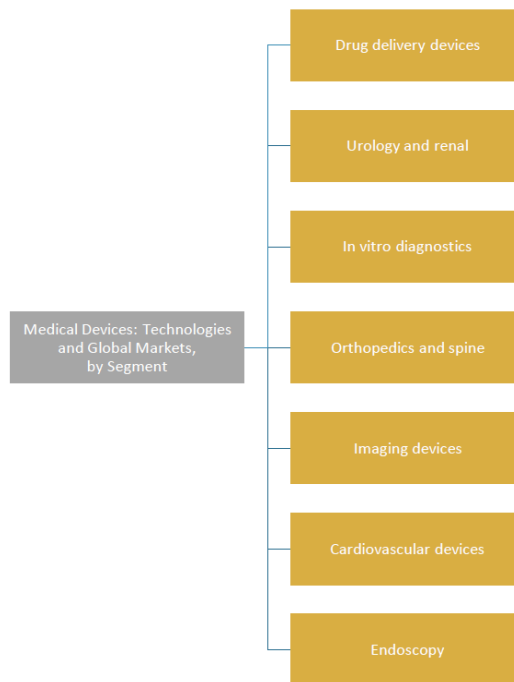 Drug delivery devices
Urology and renal
In vitro diagnostics
Medical Devices: Technologies
and Global Markets,
by Segment
Orthopedics and spine
Imaging devices
Cardiovascular devices
Endoscopy